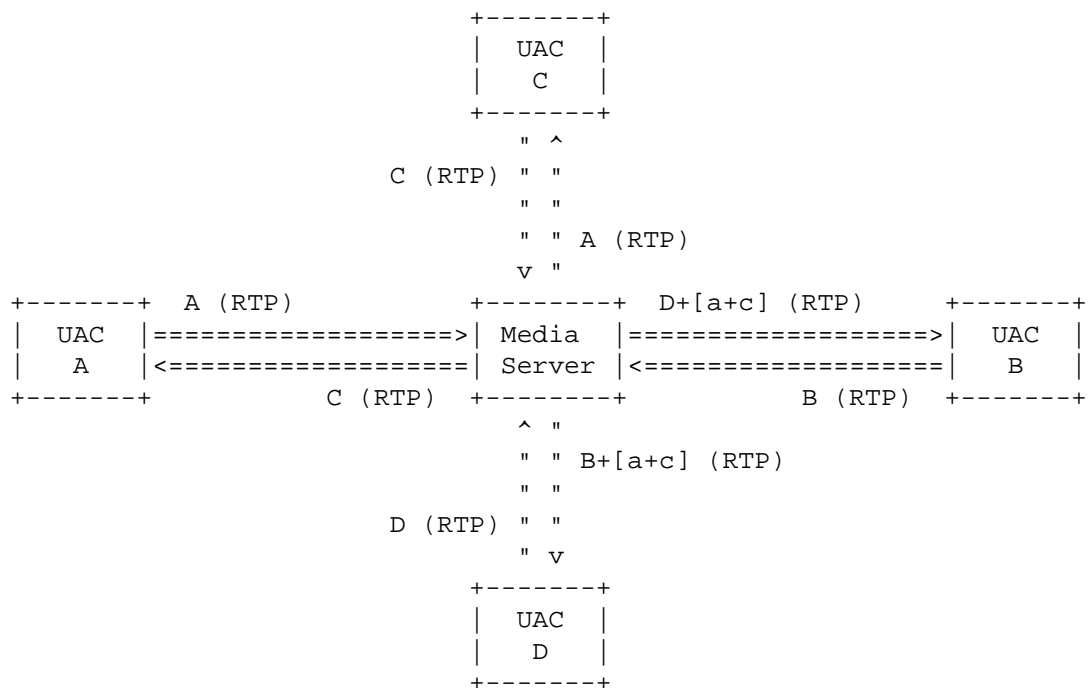 +-------+
|  UAC  |
|   C   |
+-------+
" ^
C (RTP) " "
" "
" " A (RTP)
v "
+-------+  A (RTP)             +--------+  D+[a+c] (RTP)     +-------+
|  UAC  |===================>| Media  |===================>|  UAC  |
|   A   |<===================| Server |<===================|   B   |
+-------+           C (RTP)  +--------+           B (RTP)  +-------+
^ "
" " B+[a+c] (RTP)
" "
D (RTP) " "
" v
+-------+
|  UAC  |
|   D   |
+-------+